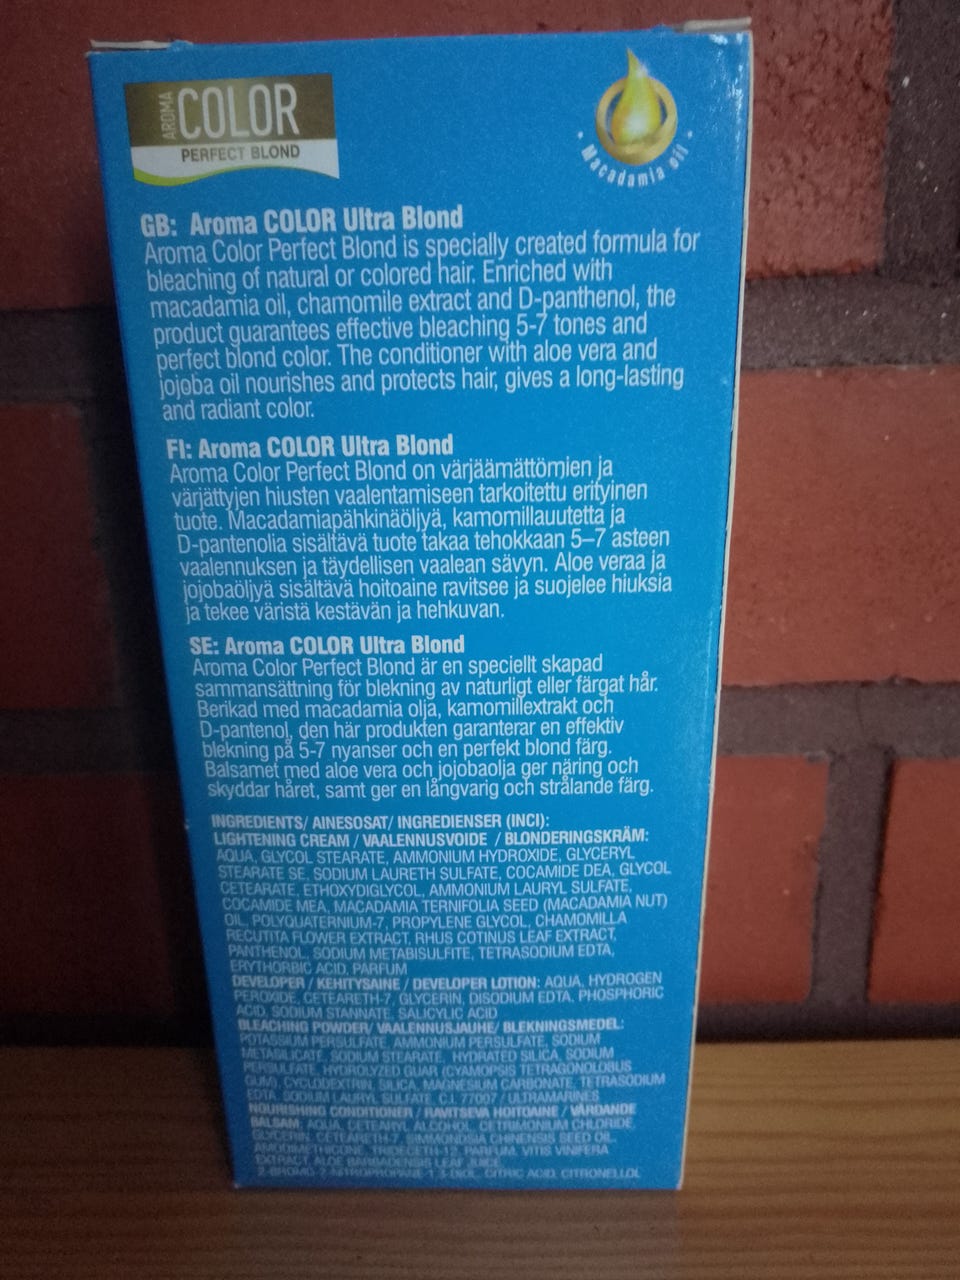 AROMA
COLOR
PERFECT BLOND
• Macadamia oil •
GB: Aroma COLOR Ultra Blond
Aroma Color Perfect Blond is specially created formula for
bleaching of natural or colored hair. Enriched with
macadamia oil, chamomile extract and D-panthenol, the
product guarantees effective bleaching 5-7 tones and
perfect blond color. The conditioner with aloe vera and
jojoba oil nourishes and protects hair, gives a long-lasting
and radiant color.
FI: Aroma COLOR Ultra Blond
Aroma Color Perfect Blond on värjäämättömien ja
värjättyjen hiusten vaalentamiseen tarkoitettu erityinen
tuote. Macadamiapähkinäöljyä, kamomillauutetta ja
D-pantenolia sisältävä tuote takaa tehokkaan 5–7 asteen
vaalennuksen ja täydellisen vaalean sävyn. Aloe veraa ja
jojobaöljyä sisältävä hoitoaine ravitsee ja suojelee hiuksia
ja tekee väristä kestävän ja hehkuvan.
SE: Aroma COLOR Ultra Blond
Aroma Color Perfect Blond är en speciellt skapad
sammansättning för blekning av naturligt eller färgat hår.
Berikad med macadamia olja, kamomillextrakt och
D-pantenol, den här produkten garanterar en effektiv
blekning på 5-7 nyanser och en perfekt blond färg.
Balsamet med aloe vera och jojobaolja ger näring och
skyddar håret, samt ger en långvarig och strålande färg.
INGREDIENTS/ AINESOSAT/ INGREDIENSER (INCI):
LIGHTENING CREAM / VAALENNUSVOIDE / BLONDERINGSKRÄM:
AQUA, GLYCOL STEARATE, AMMONIUM HYDROXIDE, GLYCERYL
STEARATE SE, SODIUM LAURETH SULFATE, COCAMIDE DEA, GLYCOL
CETEARATE, ETHOXYDIGLYCOL, AMMONIUM LAURYL SULFATE,
COCAMIDE MEA, MACADAMIA TERNIFOLIA SEED (MACADAMIA NUT)
OIL, POLYQUATERNIUM-7, PROPYLENE GLYCOL, CHAMOMILLA
RECUTITA FLOWER EXTRACT, RHUS COTINUS LEAF EXTRACT,
PANTHENOL, SODIUM METABISULFITE, TETRASODIUM EDTA,
ERYTHORBIC ACID, PARFUM
DEVELOPER / KEHITYSAINE / DEVELOPER LOTION: AQUA, HYDROGEN
PEROXIDE, CETEARETH-7, GLYCERIN, DISODIUM EDTA, PHOSPHORIC
ACID, SODIUM STANNATE, SALICYLIC ACID
BLEACHING POWDER/ VAALENNUSJAUHE/ BLEKNINGSMEDEL:
POTASSIUM PERSULFATE, AMMONIUM PERSULFATE, SODIUM
METASILICATE, SODIUM STEARATE, HYDRATED SILICA, SODIUM
PERSULFATE, HYDROLYZED GUAR (CYAMOPSIS TETRAGONOLOBUS
GUM), CYCLODEXTRIN, SILICA, MAGNESIUM CARBONATE, TETRASODIUM
EDTA, SODIUM LAURYL SULFATE, C.I. 77007 / ULTRAMARINES
NOURISHING CONDITIONER / RAVITSEVA HOITOAINE / VÅRDANDE
BALSAM: AQUA, CETEARYL ALCOHOL, CETRIMONIUM CHLORIDE,
GLYCERIN, CETEARETH-7, SIMMONDSIA CHINENSIS SEED OIL,
AMODIMETHICONE, TRIDECETH-12, PARFUM, VITIS VINIFERA
EXTRACT, ALOE BARBADENSIS LEAF JUICE,
2-BROMO-2-NITROPROPANE-1,3-DIOL, CITRIC ACID, CITRONELLOL